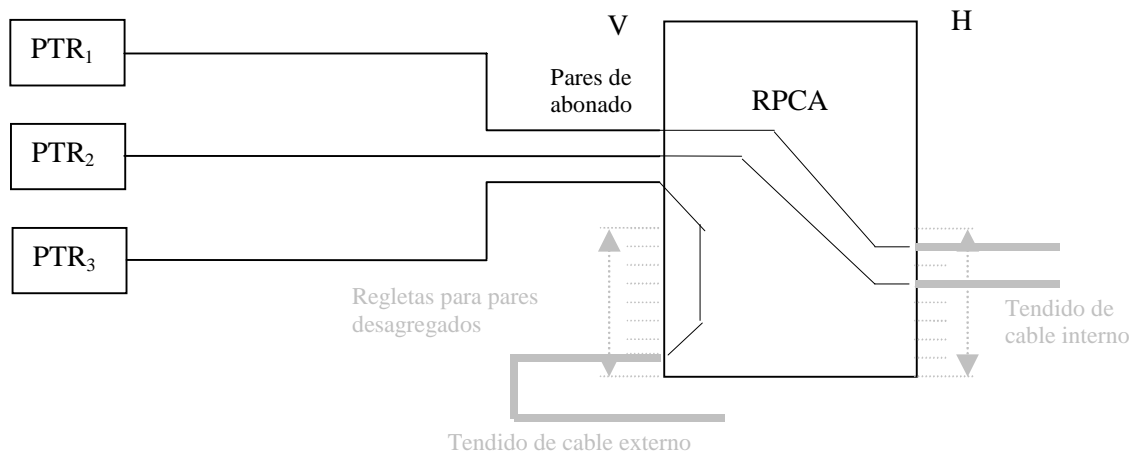 V
H
PTR₁
Pares de
abonado
RPCA
PTR₂
PTR₃
Regletas para pares
desagregados
Tendido de
cable interno
Tendido de cable externo